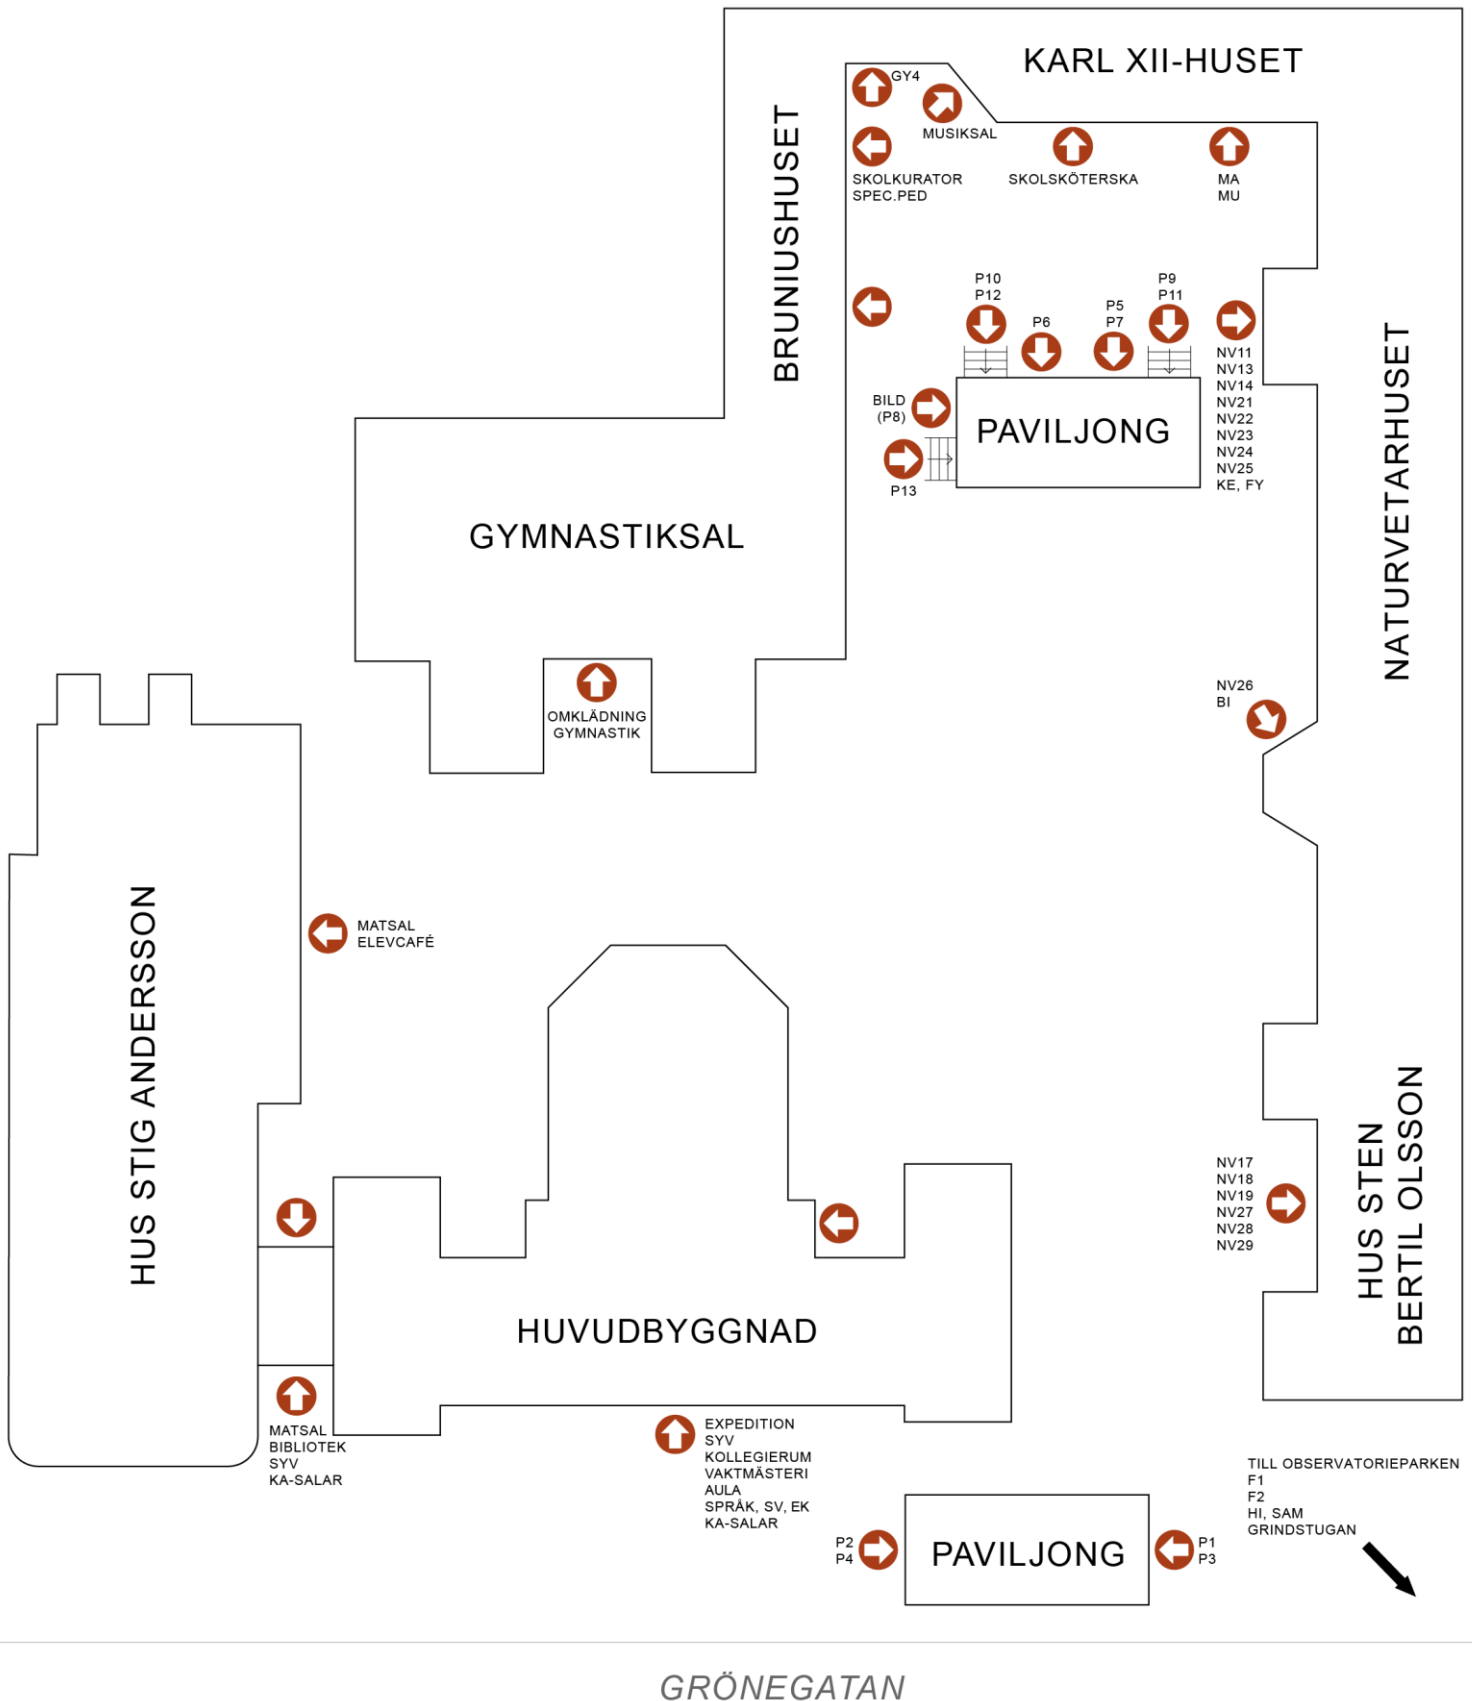 KARL XII-HUSET
GY4
MUSIKSAL
BRUNIUSHUSET
SKOLKURATOR
SPEC.PED
SKOLSKÖTERSKA
MA
MU
P10
P12
P6
P5
P7
P9
P11
BILD
(P8)
P13
PAVILJONG
NV11
NV13
NV14
NV21
NV22
NV23
NV24
NV25
KE, FY
NATURVETARHUSET
GYMNASTIKSAL
OMKLÄDNING
GYMNASTIK
NV26
BI
HUS STIG ANDERSSON
MATSAL
ELEVCAFÉ
NV17
NV18
NV19
NV27
NV28
NV29
HUS STEN
BERTIL OLSSON
HUVUDBYGGNAD
MATSAL
BIBLIOTEK
SYV
KA-SALAR
EXPEDITION
SYV
KOLLEGIERUM
VAKTMÄSTERI
AULA
SPRÅK, SV, EK
KA-SALAR
P2
P4
PAVILJONG
P1
P3
TILL OBSERVATORIEPARKEN
F1
F2
HI, SAM
GRINDSTUGAN
GRÖNEGATAN